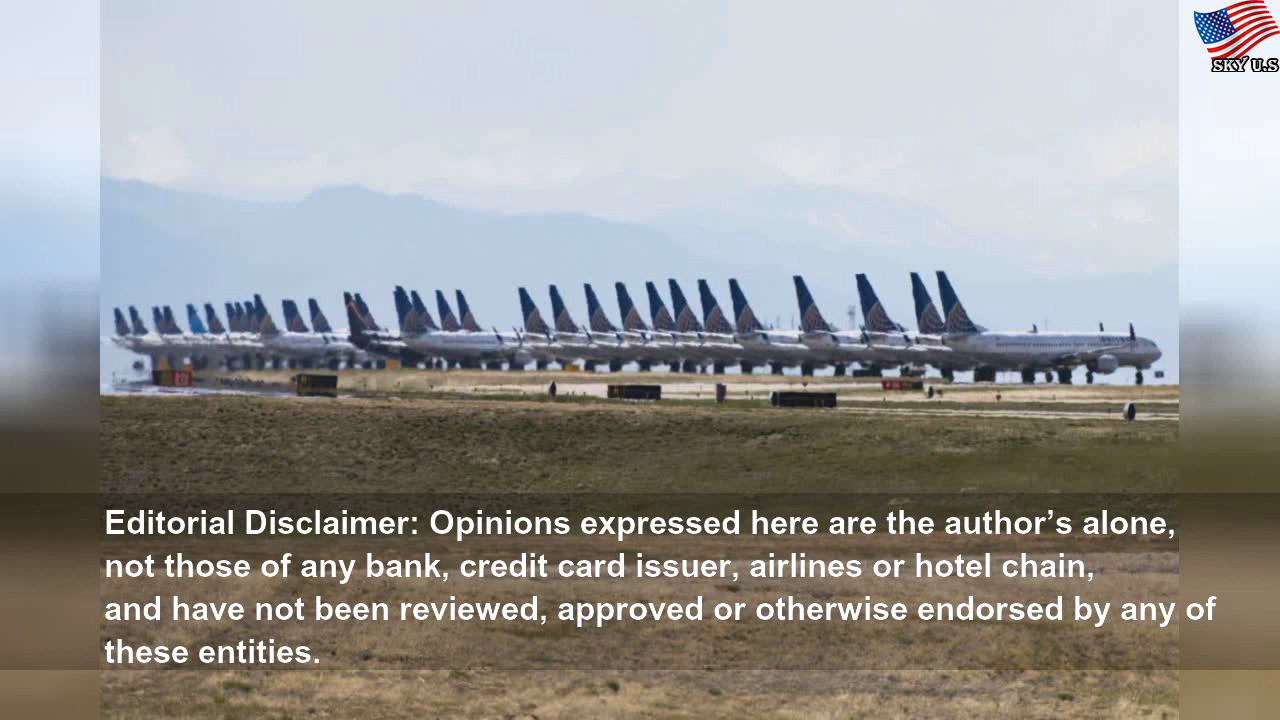 SKY U.S
Editorial Disclaimer: Opinions expressed here are the author’s alone,
not those of any bank, credit card issuer, airlines or hotel chain,
and have not been reviewed, approved or otherwise endorsed by any of
these entities.